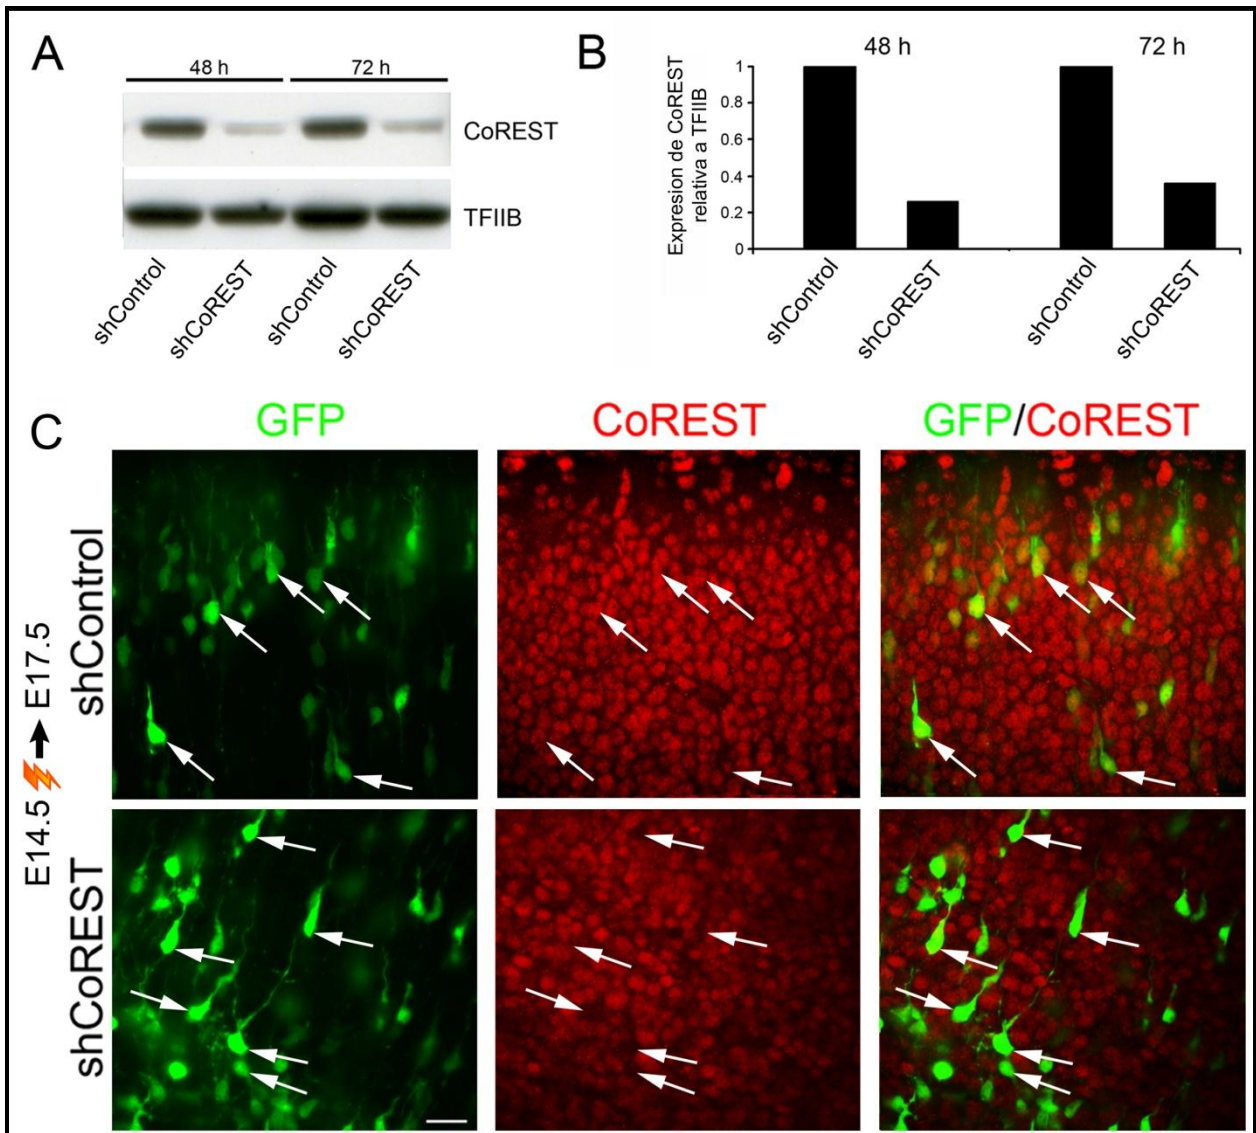 A
48 h
72 h
CoREST
TFIIB
shControl
shCoREST
shControl
shCoREST
B
48 h
72 h
Expresion de CoREST
relativa a TFIIB
1
0.8
0.6
0.4
0.2
0
shControl
shCoREST
shControl
shCoREST
C
GFP
CoREST
GFP/CoREST
shControl
shCoREST
E14.5
E17.5